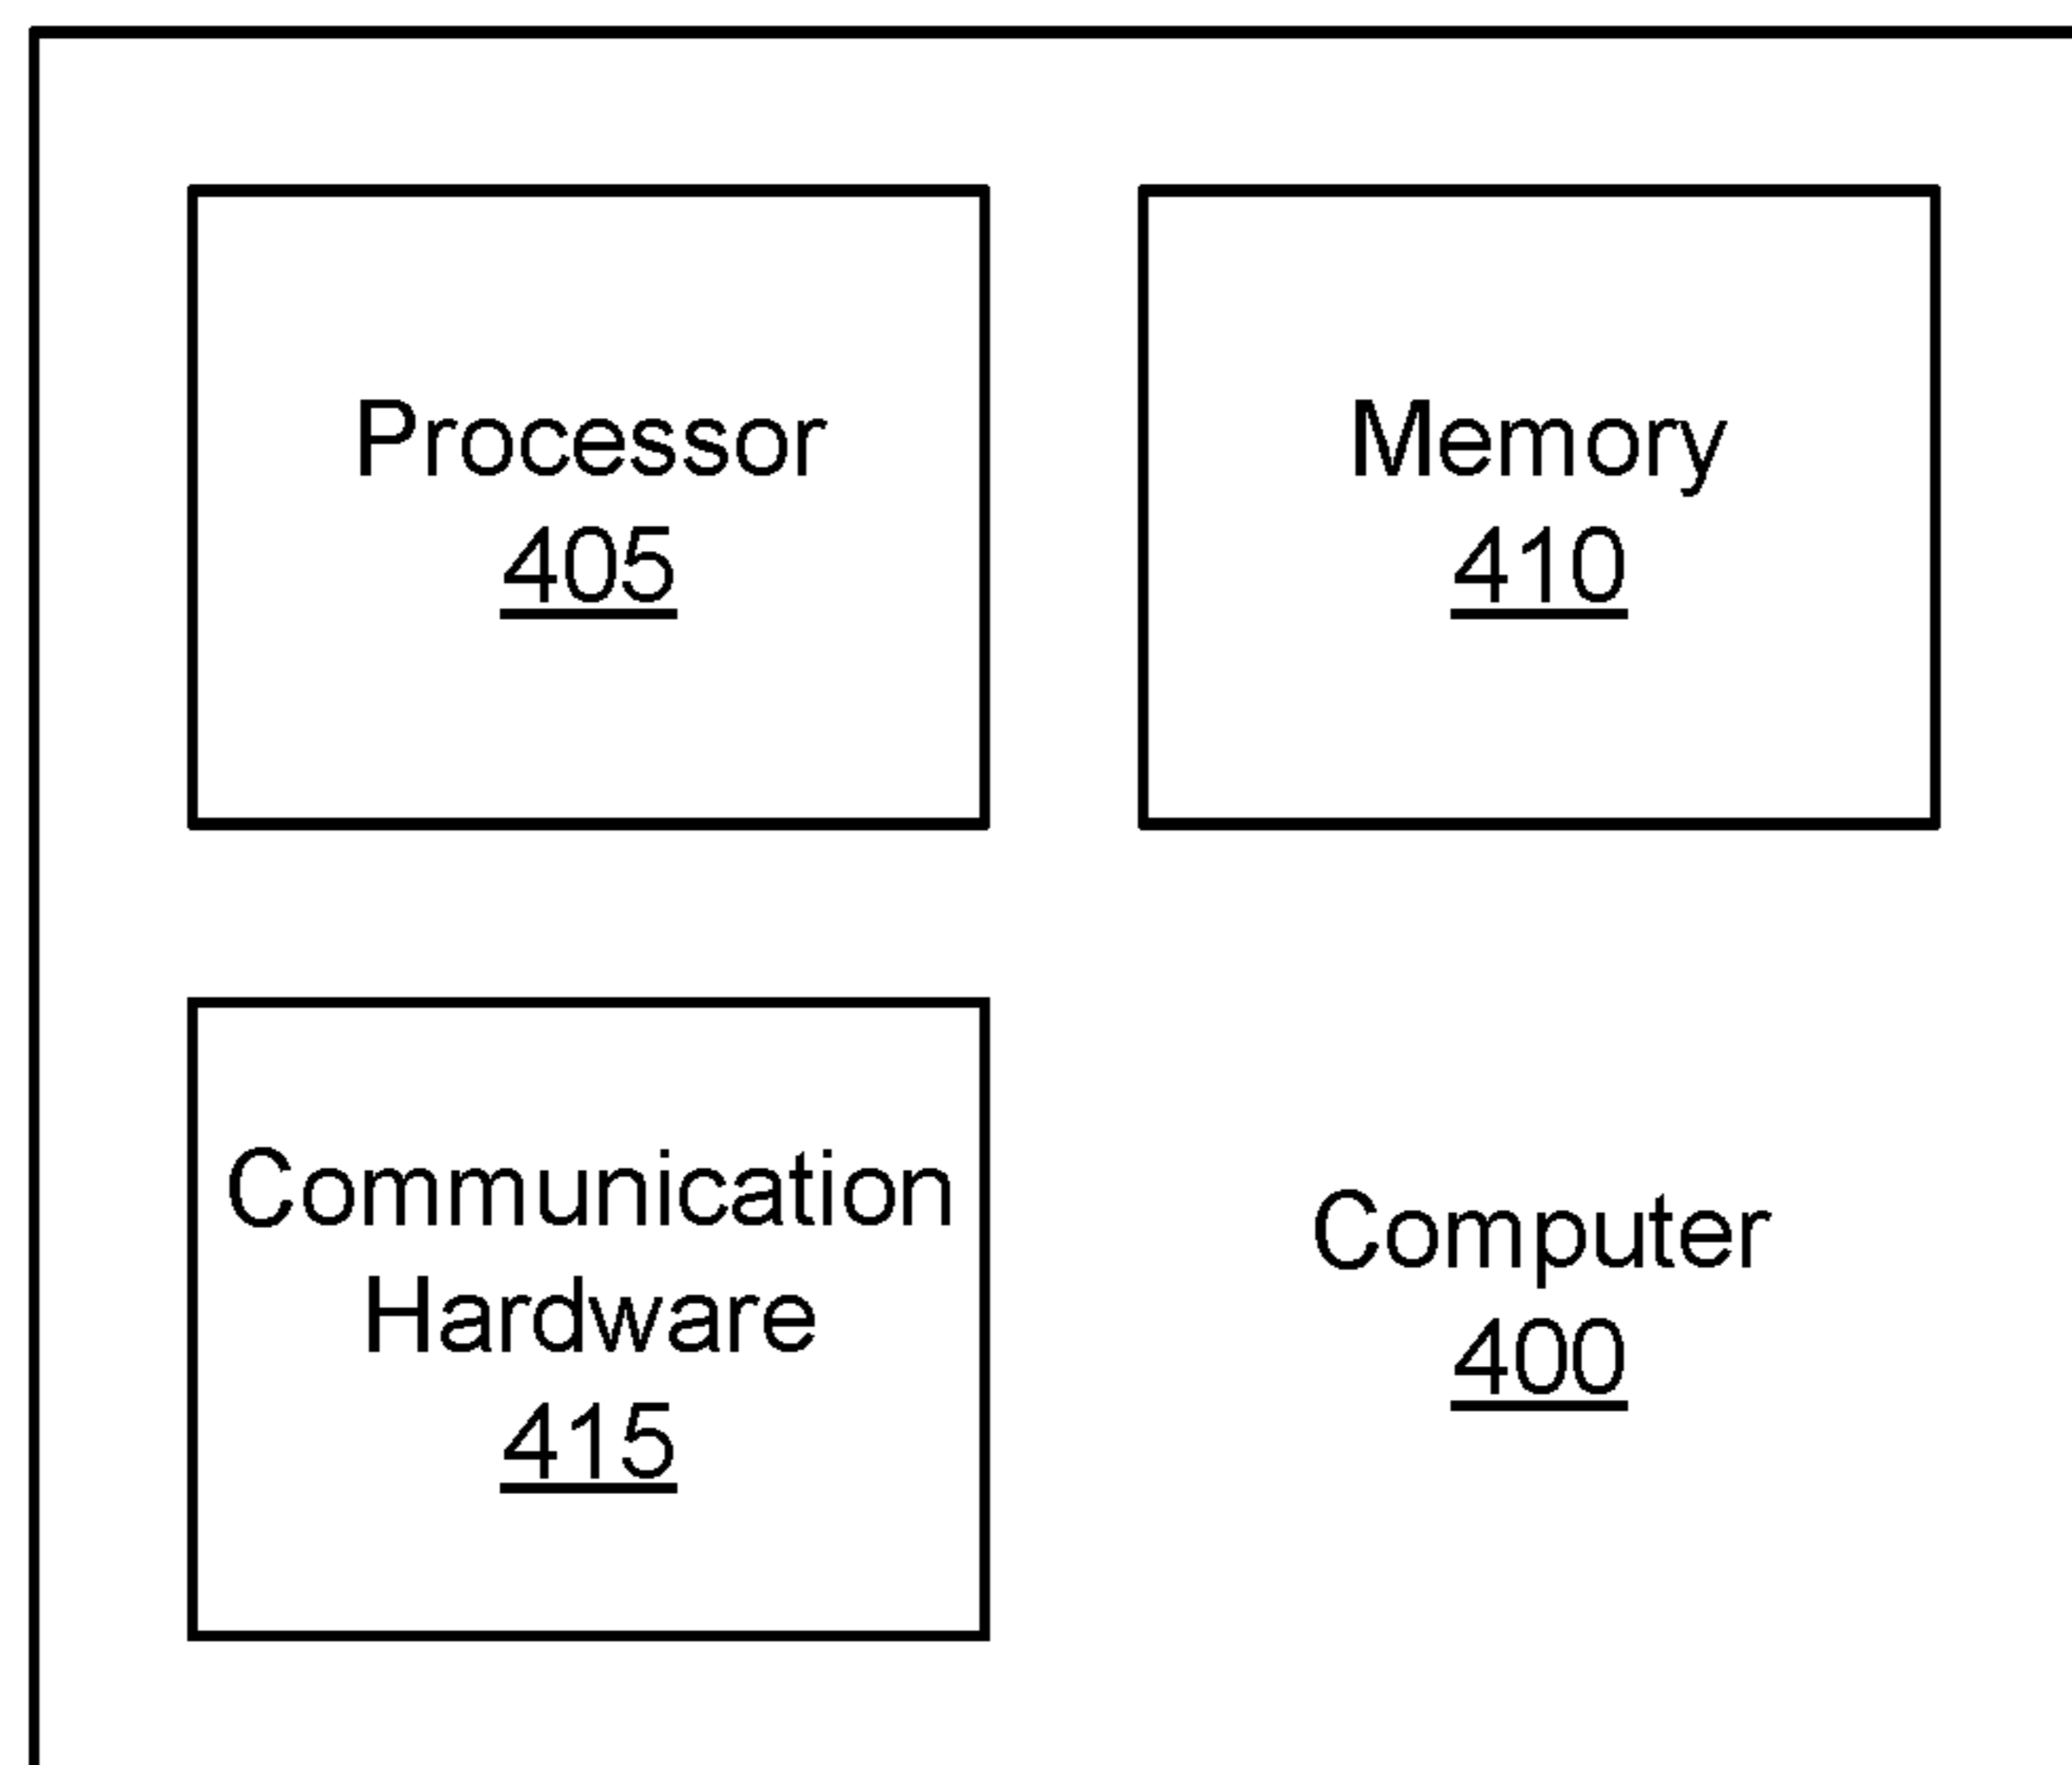 Processor
405
Memory
410
Communication
Hardware
415
Computer
400